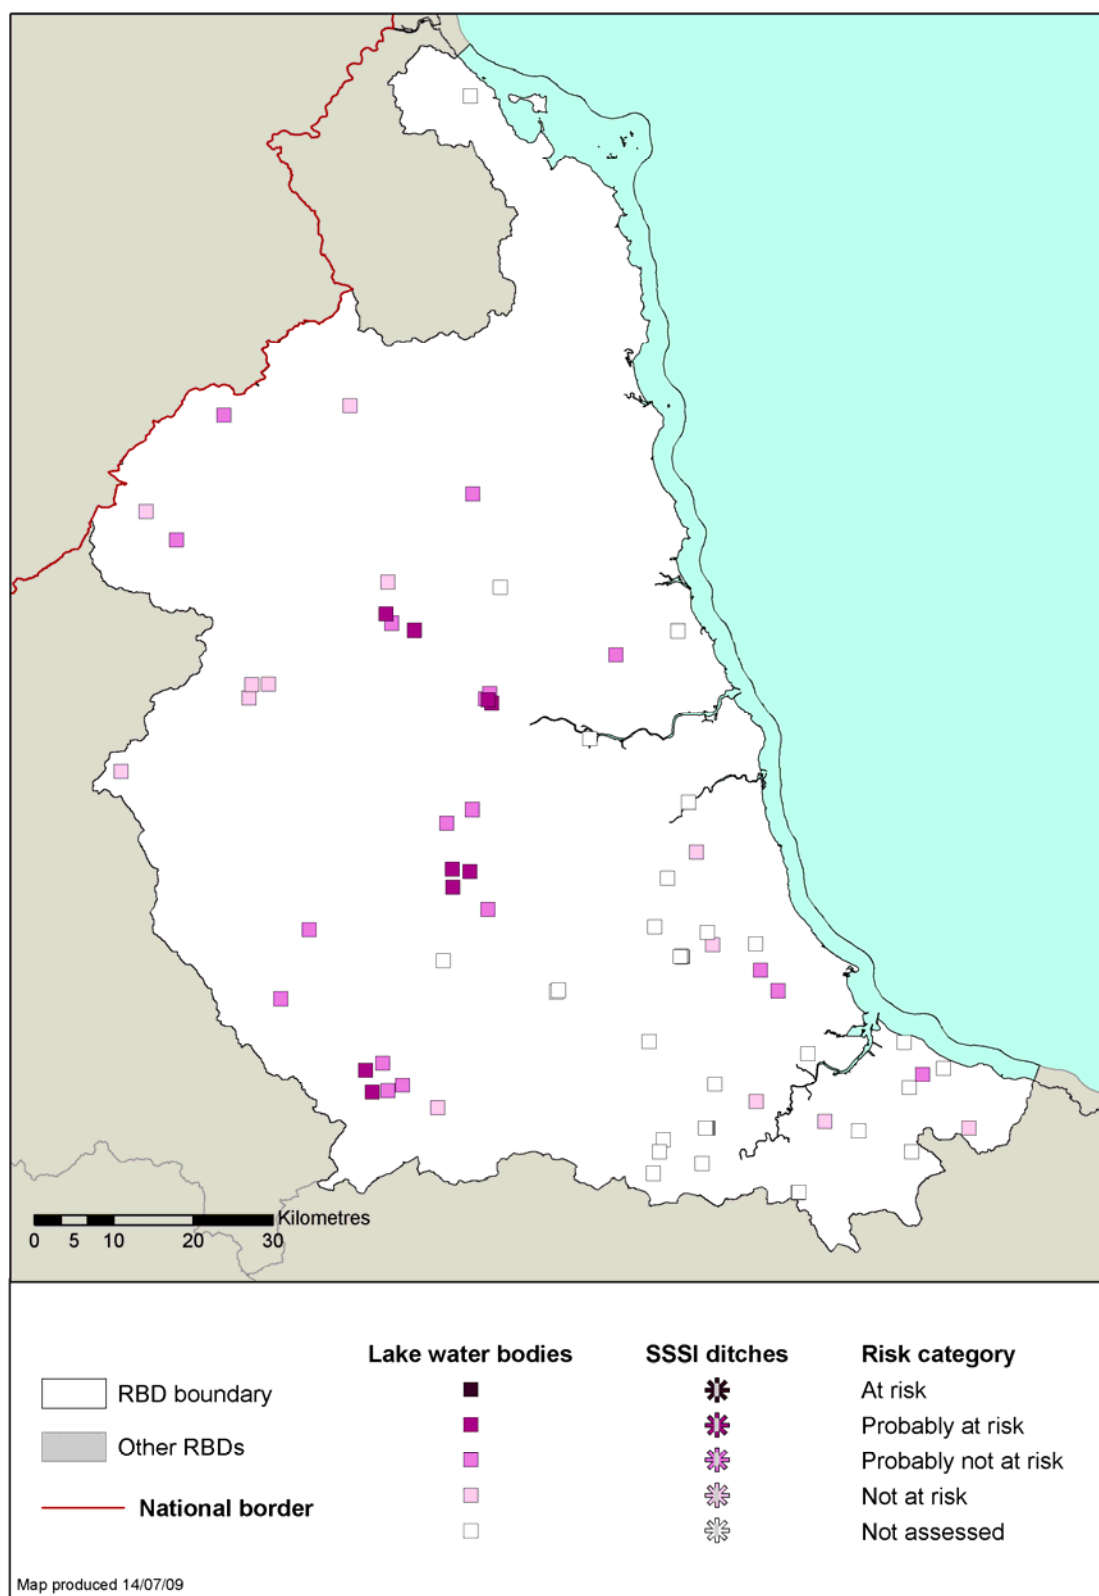 Kilometres
0 5 10 20 30
Lake water bodies SSSI ditches Risk category
RBD boundary At risk
Other RBDs Probably at risk
National border Probably not at risk
Not at risk
Not assessed
Map produced 14/07/09